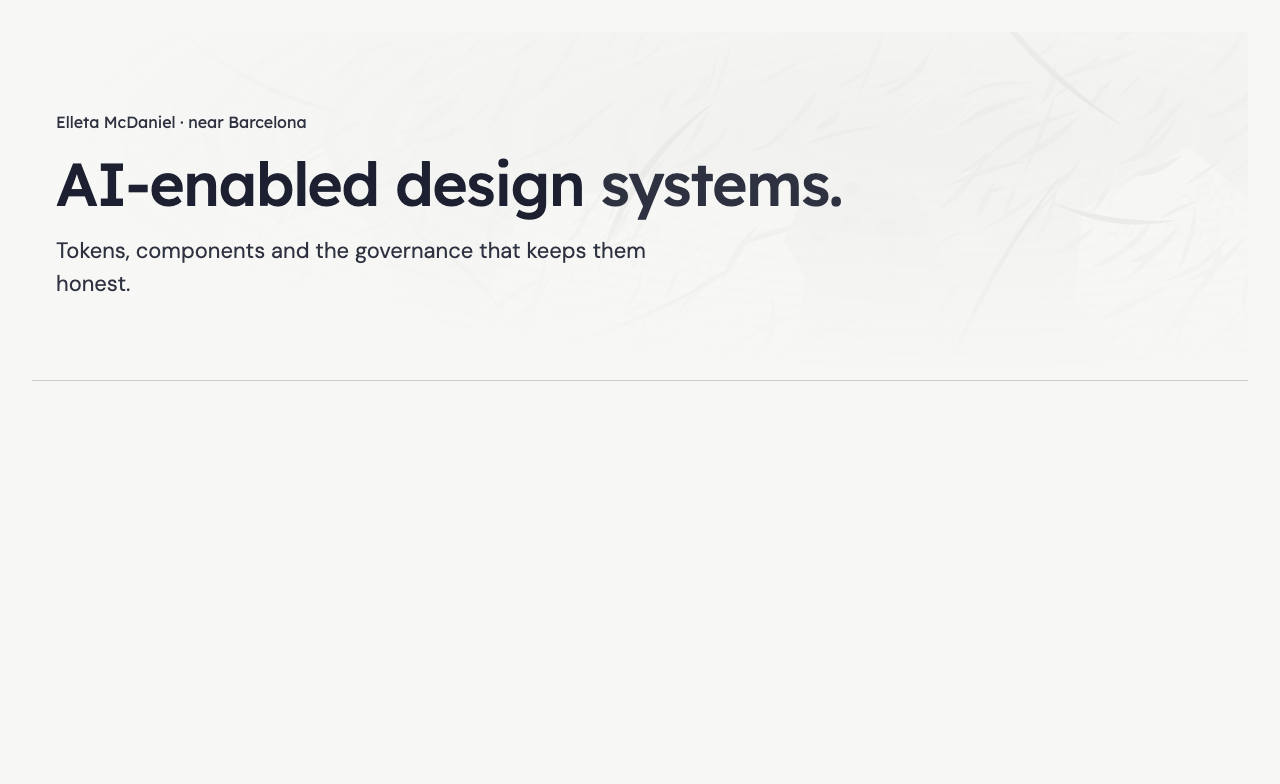 Elleta McDaniel · near Barcelona
AI-enabled design systems.
Tokens, components and the governance that keeps them
honest.